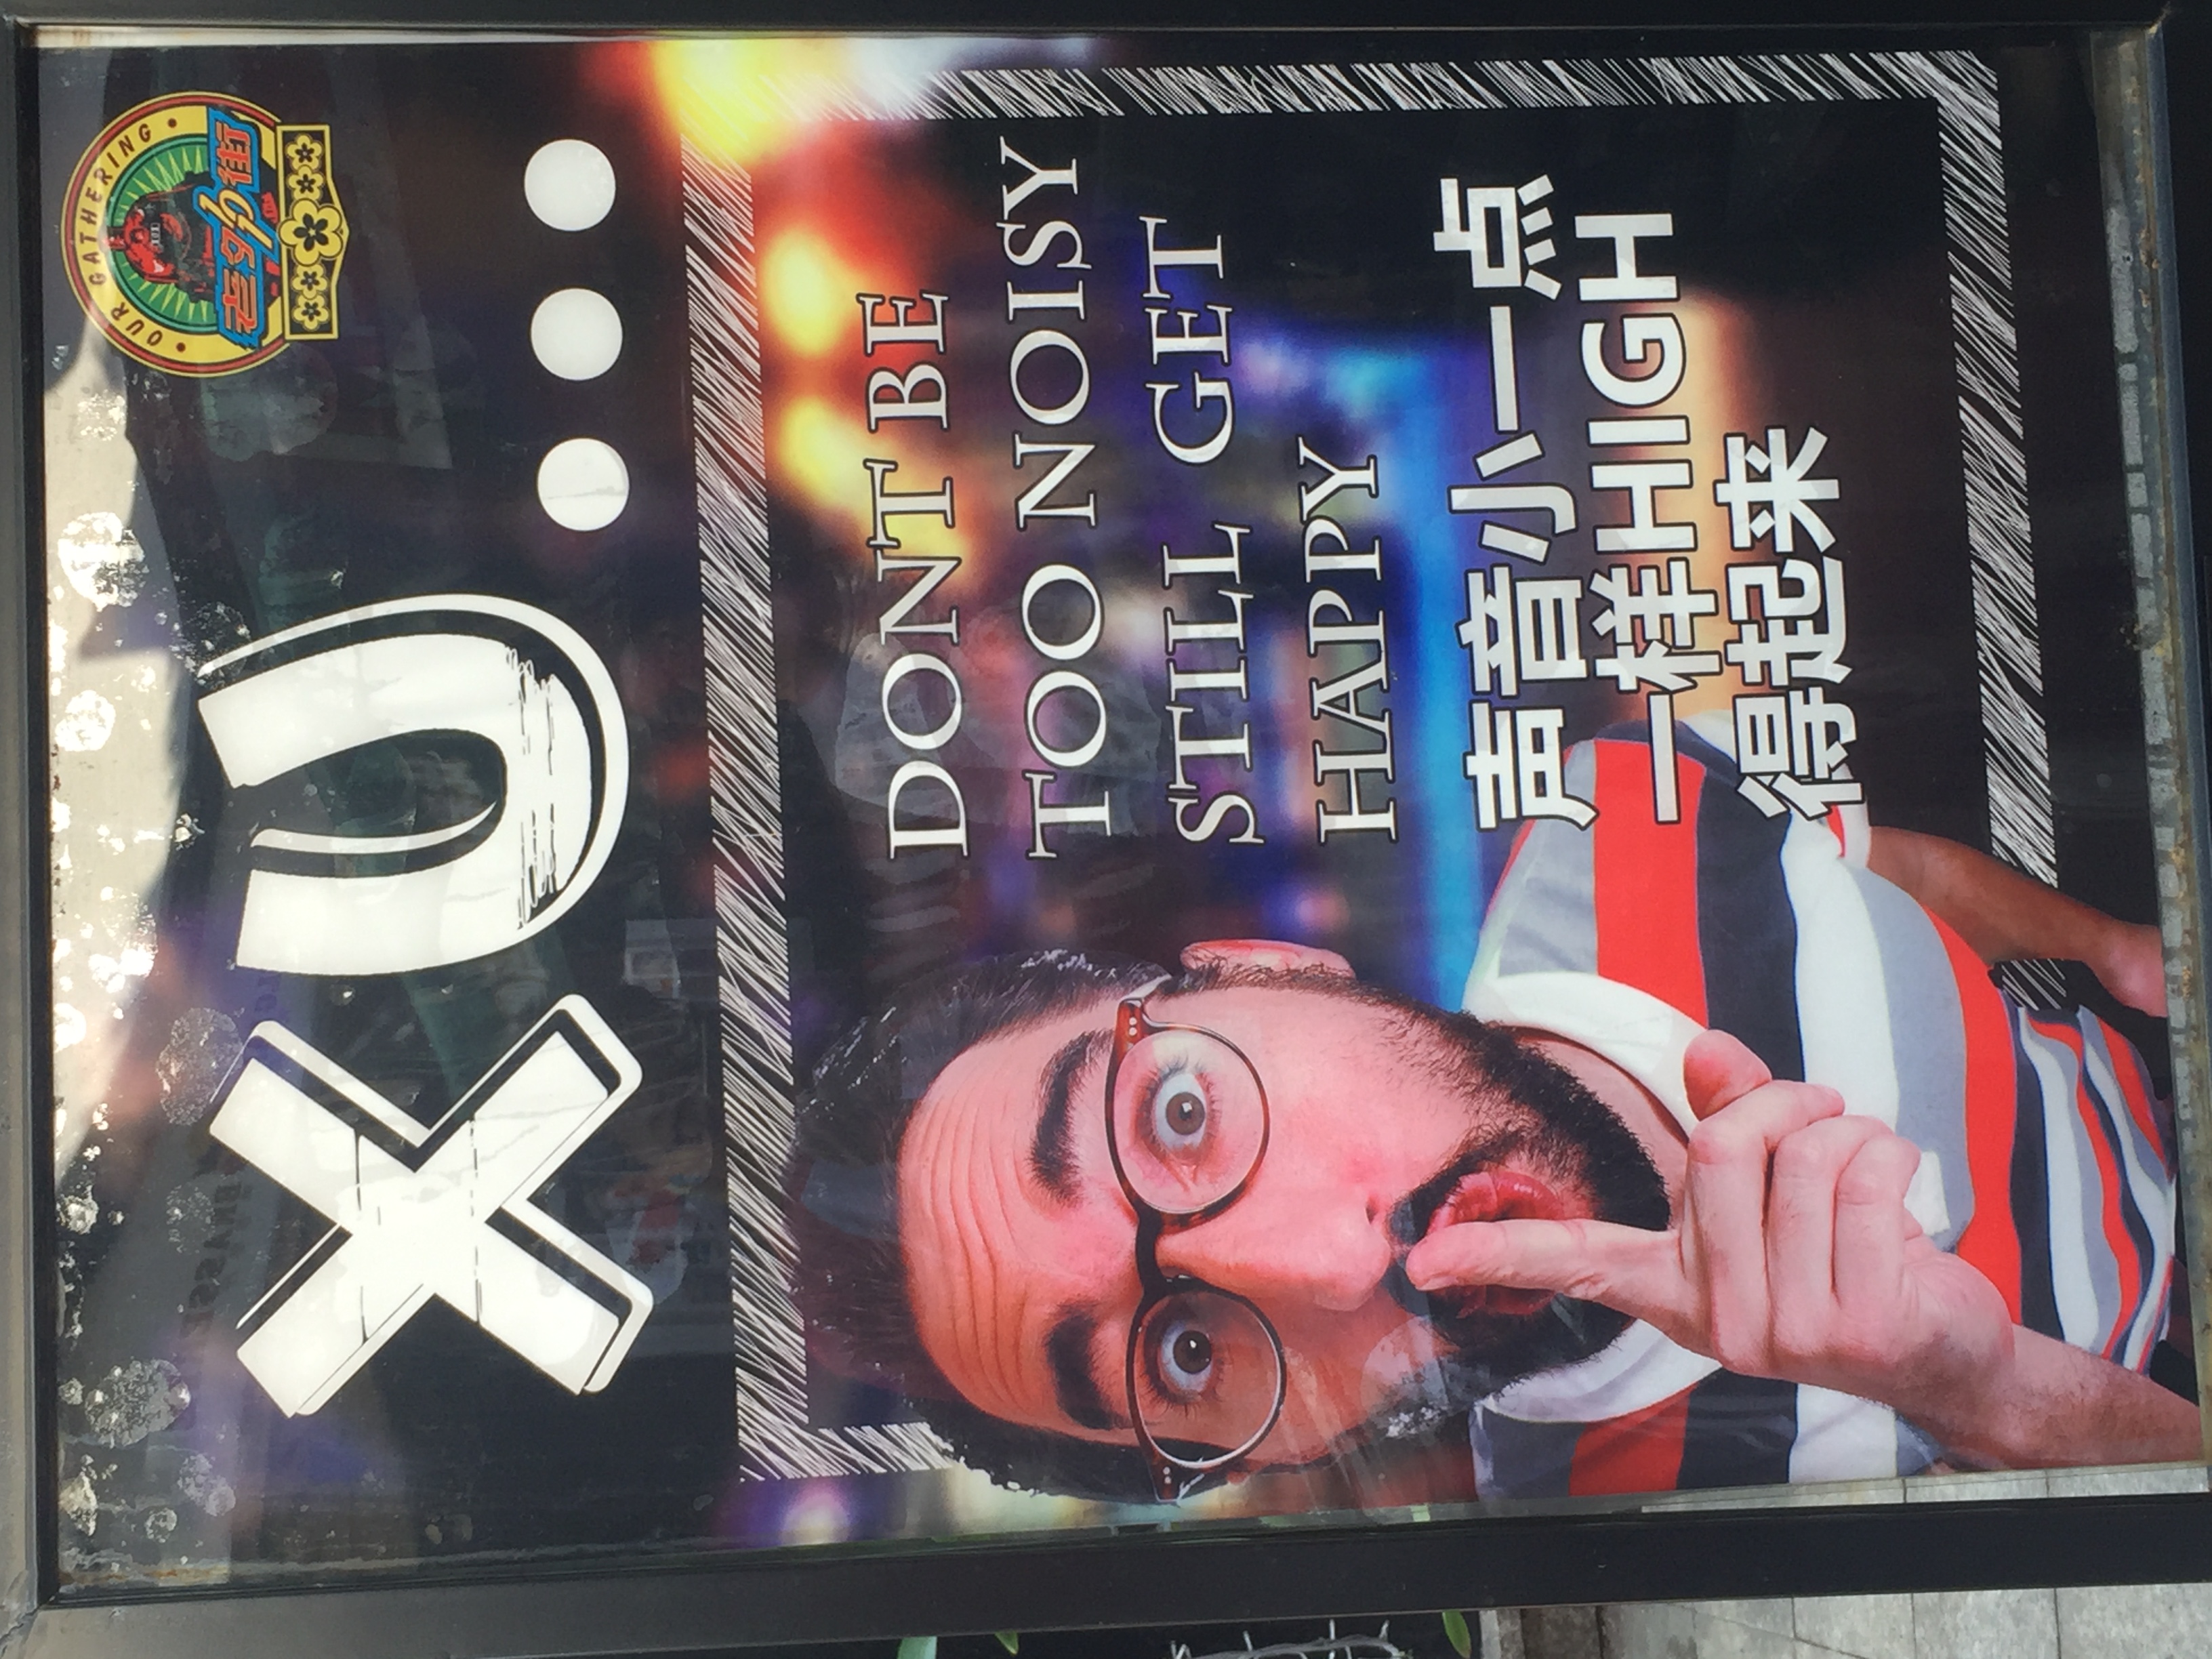 OUR GATHERING
老外街
XU...
DONT BE
TOO NOISY
STILL GET
HAPPY
声音小一点
一样HIGH
得起来